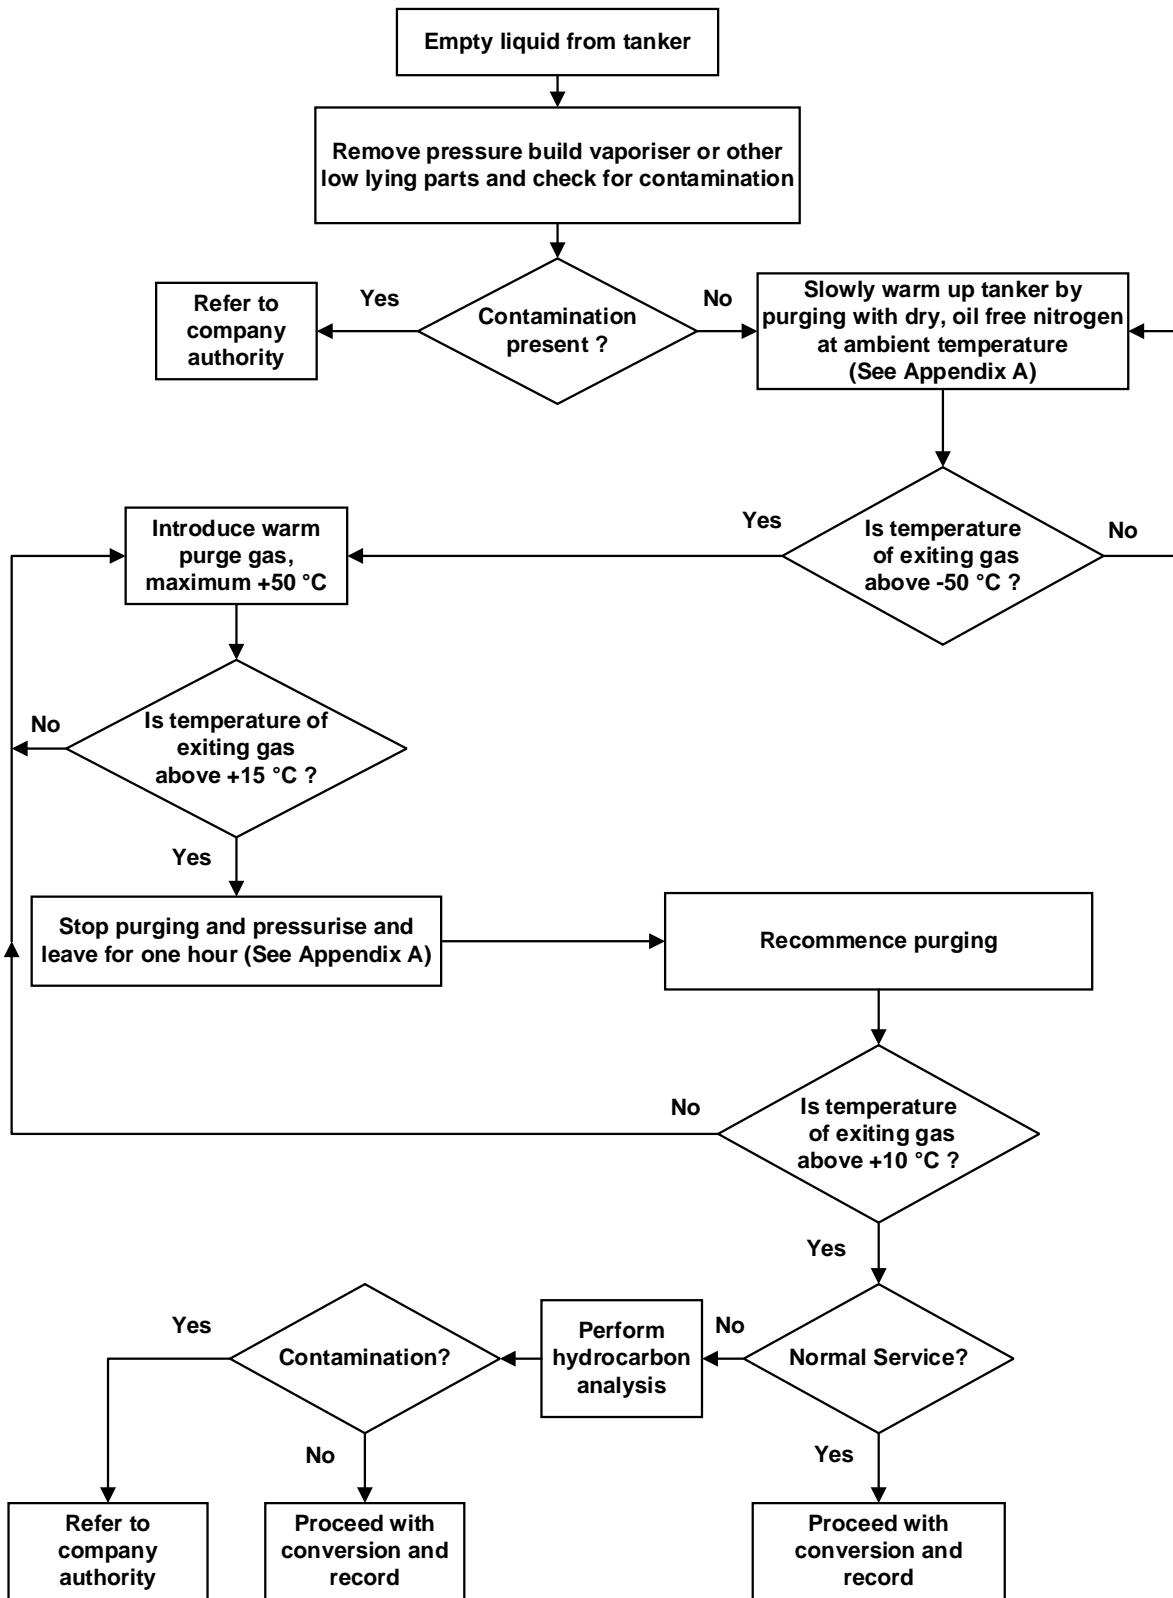 Empty liquid from tanker
Remove pressure build vaporiser or other
low lying parts and check for contamination
Refer to
company
authority
Yes
Contamination
present ?
No
Slowly warm up tanker by
purging with dry, oil free nitrogen
at ambient temperature
(See Appendix A)
Introduce warm
purge gas,
maximum +50 °C
Yes
Is temperature
of exiting gas
above -50 °C ?
No
No
Is temperature of
exiting gas
above +15 °C ?
Yes
Stop purging and pressurise and
leave for one hour (See Appendix A)
Recommence purging
No
Is temperature
of exiting gas
above +10 °C ?
Yes
Yes
Contamination?
Perform
hydrocarbon
analysis
No
Normal Service?
No
Yes
Refer to
company
authority
Proceed with
conversion and
record
Proceed with
conversion and
record